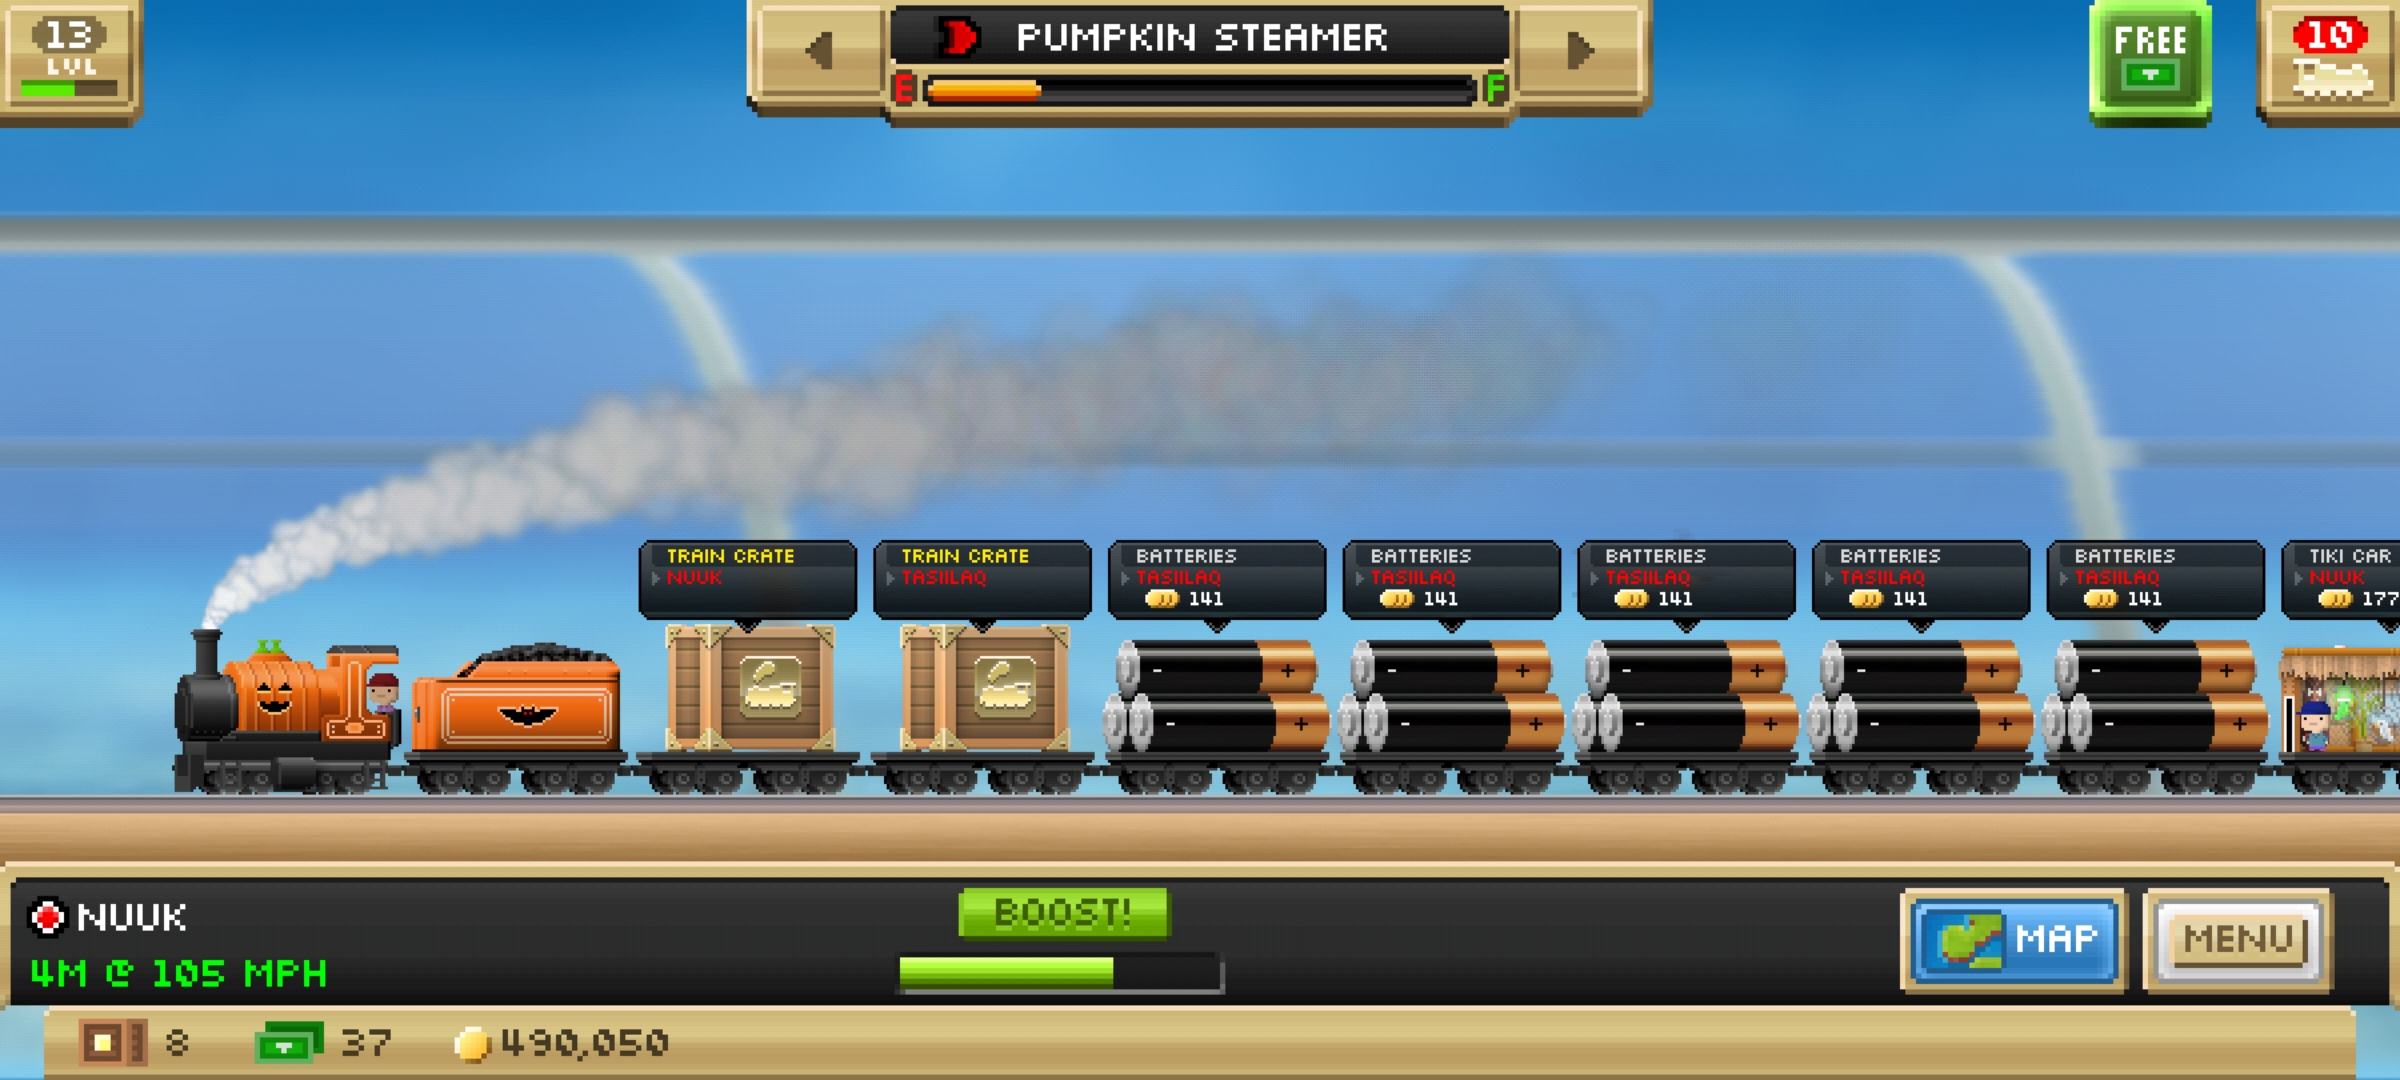 13
LVL
PUMPKIN STEAMER
E F
FREE
10
TRAIN CRATE
NUUK
TRAIN CRATE
TASIILAQ
BATTERIES
TASIILAQ
141
BATTERIES
TASIILAQ
141
BATTERIES
TASIILAQ
141
BATTERIES
TASIILAQ
141
BATTERIES
TASIILAQ
141
TIKI CAR
NUUK
177
- +
- +
- +
- +
- +
- +
- +
- +
- +
- +
NUUK
4M @ 105 MPH
BOOST!
MAP
MENU
8
37
490,050